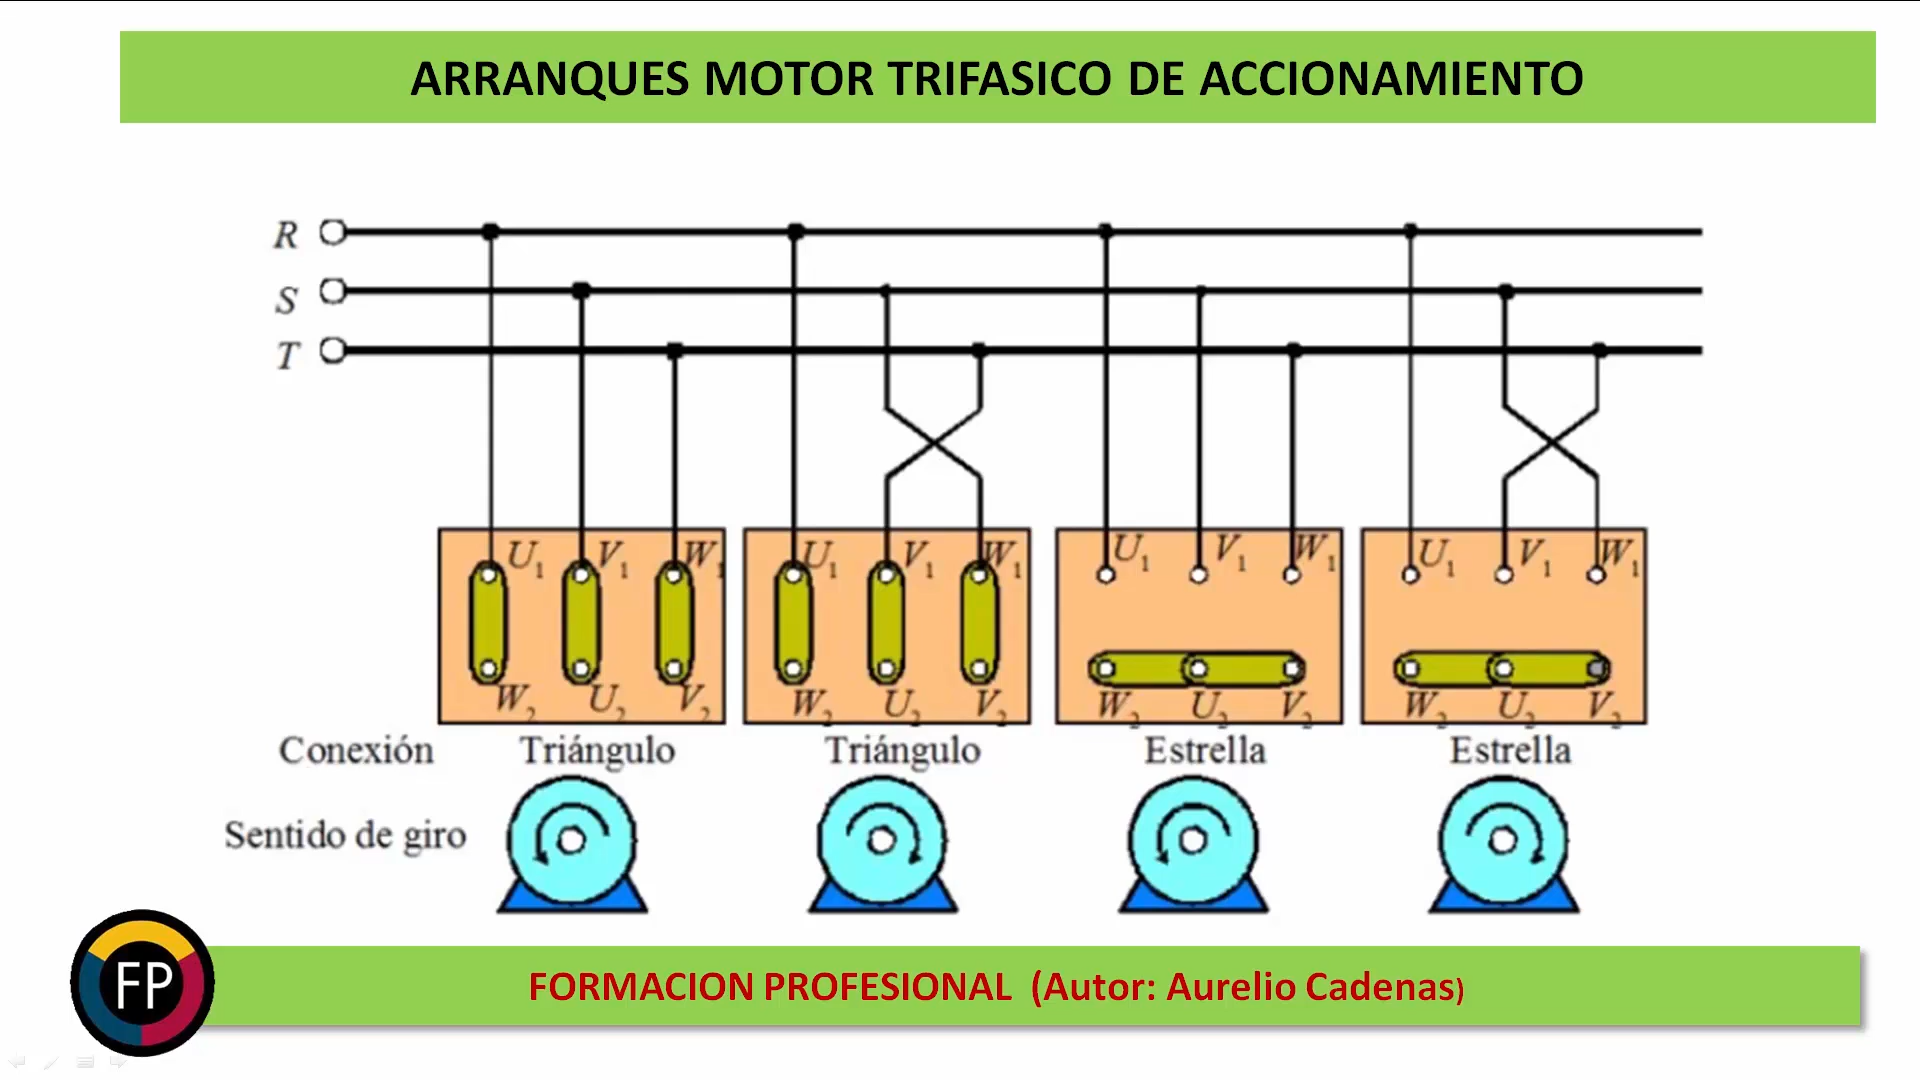 ARRANQUES MOTOR TRIFASICO DE ACCIONAMIENTO
R
S
T
U1 V1 W1 U1 V1 W1 U1 V1 W1 U1 V1 W1
W2 U2 V2 W2 U2 V2 W2 U2 V2 W2 U2 V2
Conexión Triángulo Triángulo Estrella Estrella
Sentido de giro
FP
FORMACION PROFESIONAL (Autor: Aurelio Cadenas)